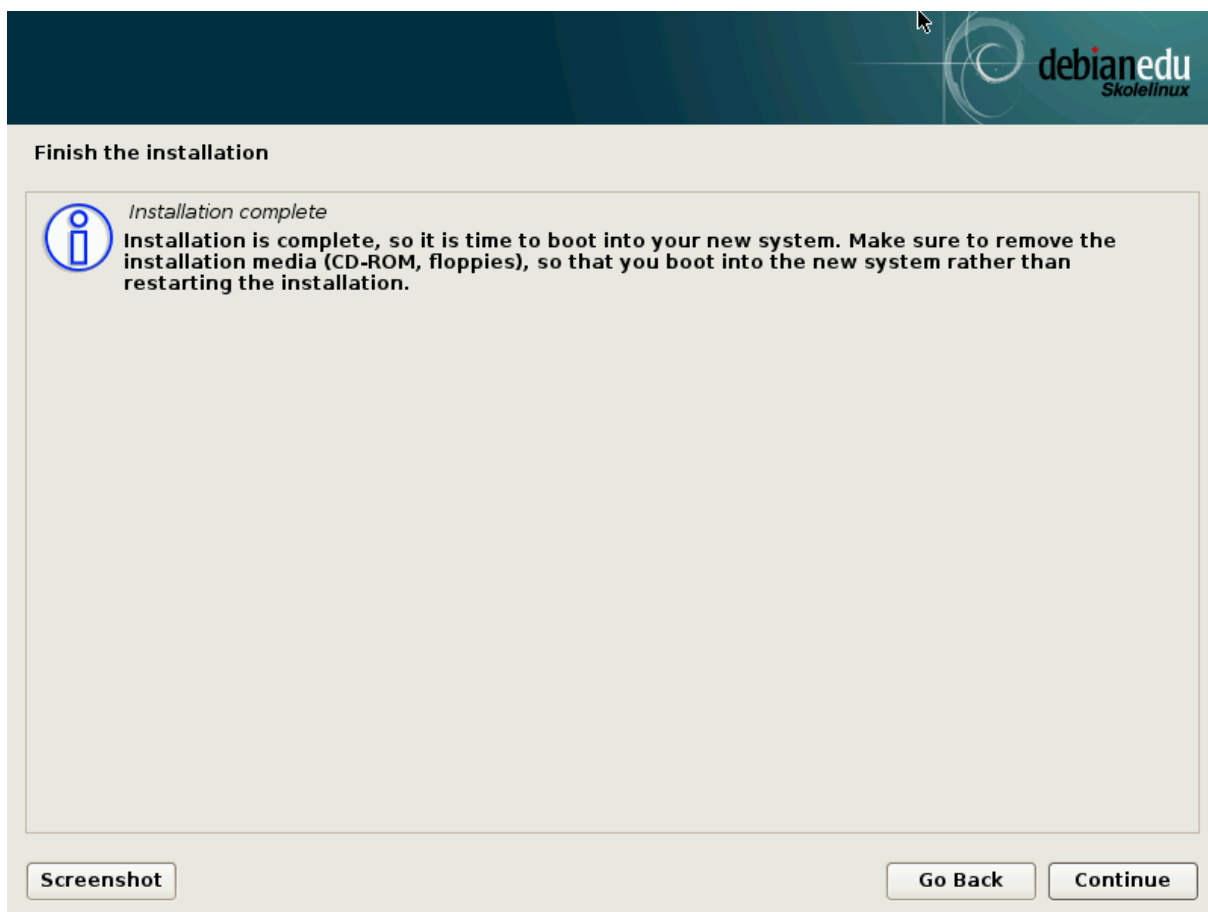 debianedu
Skolelinux
Finish the installation
Installation complete
Installation is complete, so it is time to boot into your new system. Make sure to remove the
installation media (CD-ROM, floppies), so that you boot into the new system rather than
restarting the installation.
Screenshot
Go Back
Continue